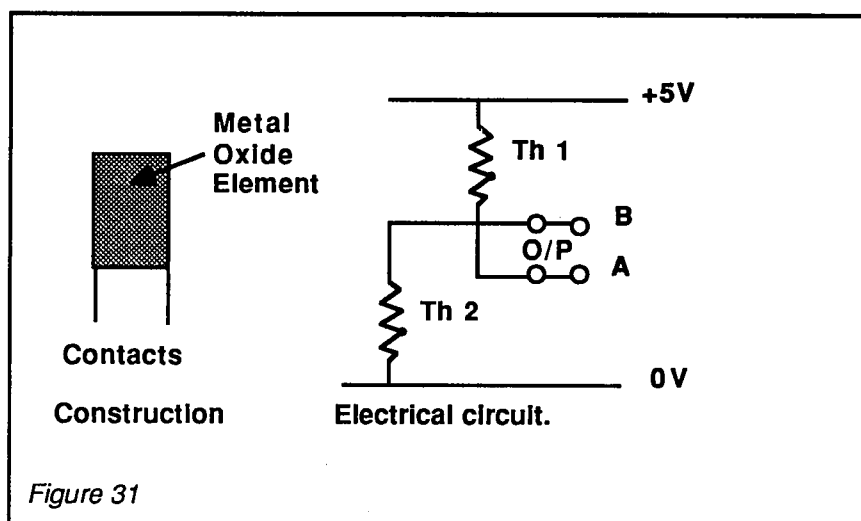 Metal
Oxide
Element
Contacts
Construction
+5V
Th 1
B
O/P
A
Th 2
0V
Electrical circuit.
Figure 31